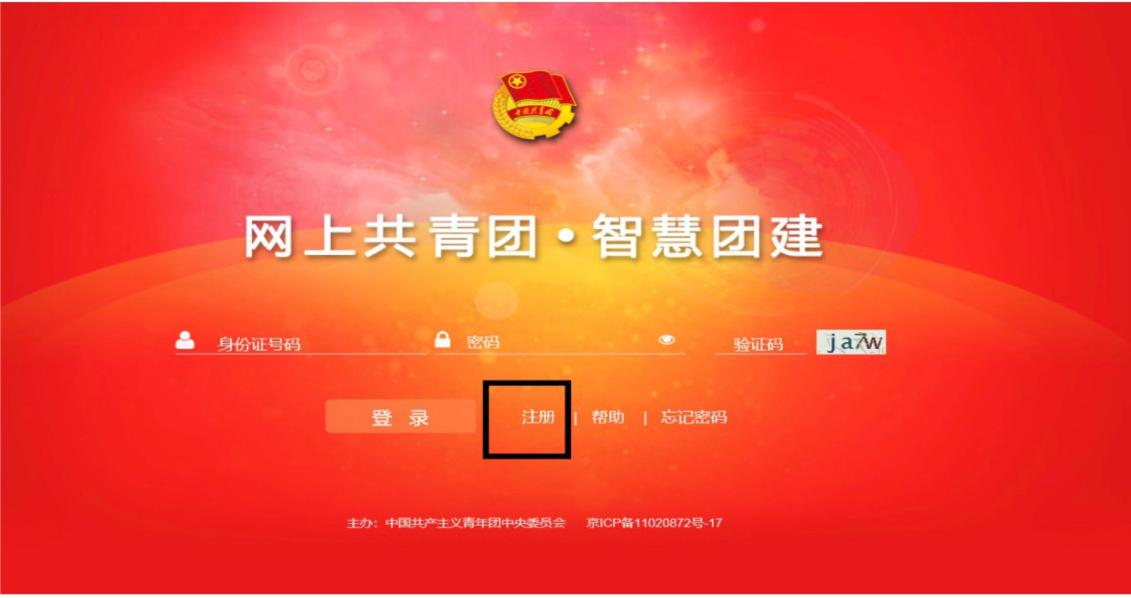 网上共青团·智慧团建
身份证号码 密码 验证码 ja7w
登 录 注册 | 帮助 | 忘记密码
主办：中国共产主义青年团中央委员会 京ICP备11020872号-17